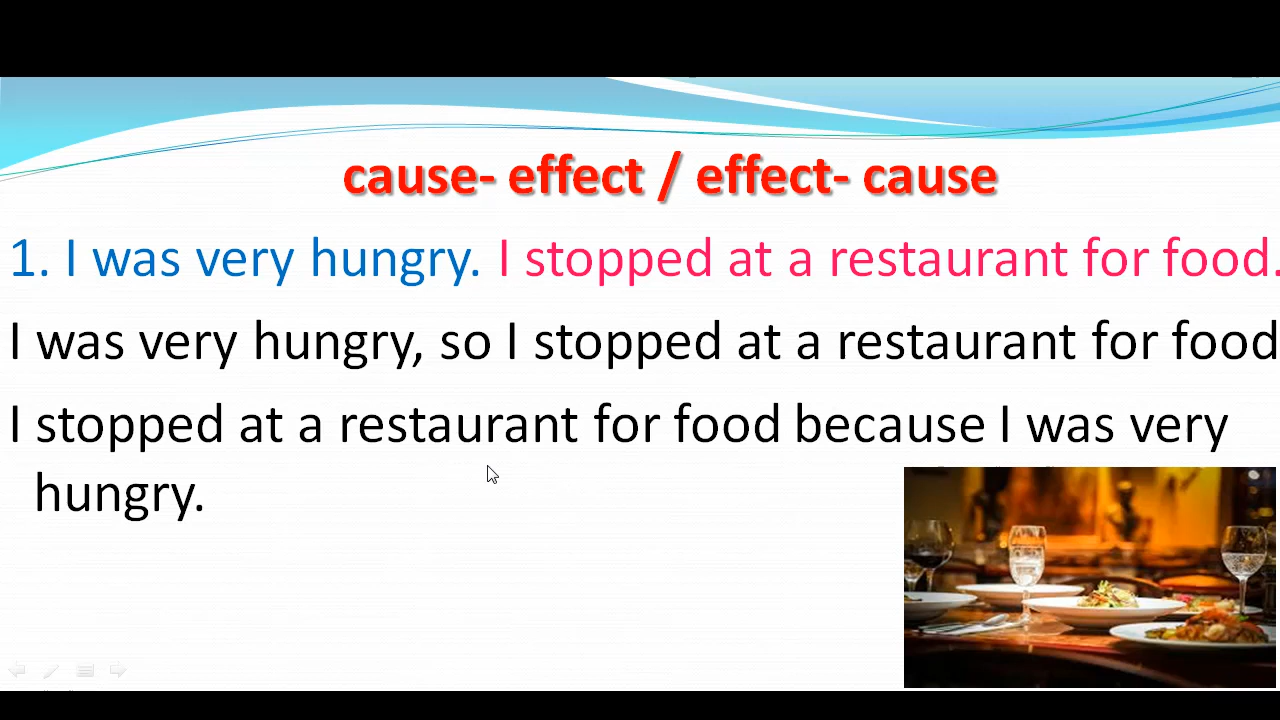 cause- effect / effect- cause
1. I was very hungry. I stopped at a restaurant for food.
I was very hungry, so I stopped at a restaurant for food
I stopped at a restaurant for food because I was very
hungry.